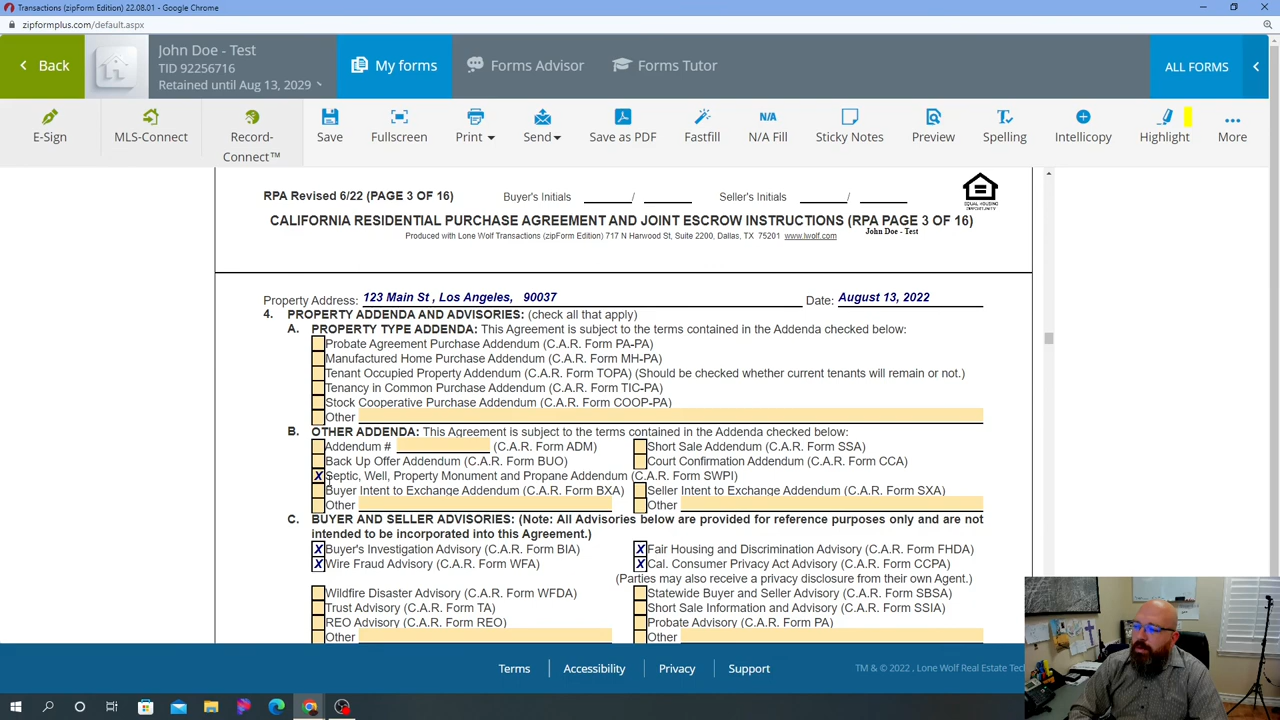 Transactions (zipForm Edition) 22.08.01 - Google Chrome
zipformplus.com/default.aspx
Back
John Doe - Test
TID 92256716
Retained until Aug 13, 2029
My forms
Forms Advisor
Forms Tutor
ALL FORMS
E-Sign
MLS-Connect
Record-
Connect™
Save
Fullscreen
Print
Send
Save as PDF
Fastfill
N/A
N/A Fill
Sticky Notes
Preview
Spelling
Intellicopy
Highlight
More
RPA Revised 6/22 (PAGE 3 OF 16) Buyer's Initials / Seller's Initials /
EQUAL HOUSING
OPPORTUNITY
CALIFORNIA RESIDENTIAL PURCHASE AGREEMENT AND JOINT ESCROW INSTRUCTIONS (RPA PAGE 3 OF 16)
Produced with Lone Wolf Transactions (zipForm Edition) 717 N Harwood St, Suite 2200, Dallas, TX 75201 www.lwolf.com John Doe - Test
Property Address: 123 Main St , Los Angeles, 90037 Date: August 13, 2022
4. PROPERTY ADDENDA AND ADVISORIES: (check all that apply)
A. PROPERTY TYPE ADDENDA: This Agreement is subject to the terms contained in the Addenda checked below:
Probate Agreement Purchase Addendum (C.A.R. Form PA-PA)
Manufactured Home Purchase Addendum (C.A.R. Form MH-PA)
Tenant Occupied Property Addendum (C.A.R. Form TOPA) (Should be checked whether current tenants will remain or not.)
Tenancy in Common Purchase Addendum (C.A.R. Form TIC-PA)
Stock Cooperative Purchase Addendum (C.A.R. Form COOP-PA)
Other
B. OTHER ADDENDA: This Agreement is subject to the terms contained in the Addenda checked below:
Addendum # (C.A.R. Form ADM) Short Sale Addendum (C.A.R. Form SSA)
Back Up Offer Addendum (C.A.R. Form BUO) Court Confirmation Addendum (C.A.R. Form CCA)
X Septic, Well, Property Monument and Propane Addendum (C.A.R. Form SWPI)
Buyer Intent to Exchange Addendum (C.A.R. Form BXA) Seller Intent to Exchange Addendum (C.A.R. Form SXA)
Other Other
C. BUYER AND SELLER ADVISORIES: (Note: All Advisories below are provided for reference purposes only and are not
intended to be incorporated into this Agreement.)
X Buyer's Investigation Advisory (C.A.R. Form BIA) X Fair Housing and Discrimination Advisory (C.A.R. Form FHDA)
X Wire Fraud Advisory (C.A.R. Form WFA) X Cal. Consumer Privacy Act Advisory (C.A.R. Form CCPA)
(Parties may also receive a privacy disclosure from their own Agent.)
Wildfire Disaster Advisory (C.A.R. Form WFDA) Statewide Buyer and Seller Advisory (C.A.R. Form SBSA)
Trust Advisory (C.A.R. Form TA) Short Sale Information and Advisory (C.A.R. Form SSIA)
REO Advisory (C.A.R. Form REO) Probate Advisory (C.A.R. Form PA)
Other Other
Terms Accessibility Privacy Support TM & © 2022 , Lone Wolf Real Estate Tech